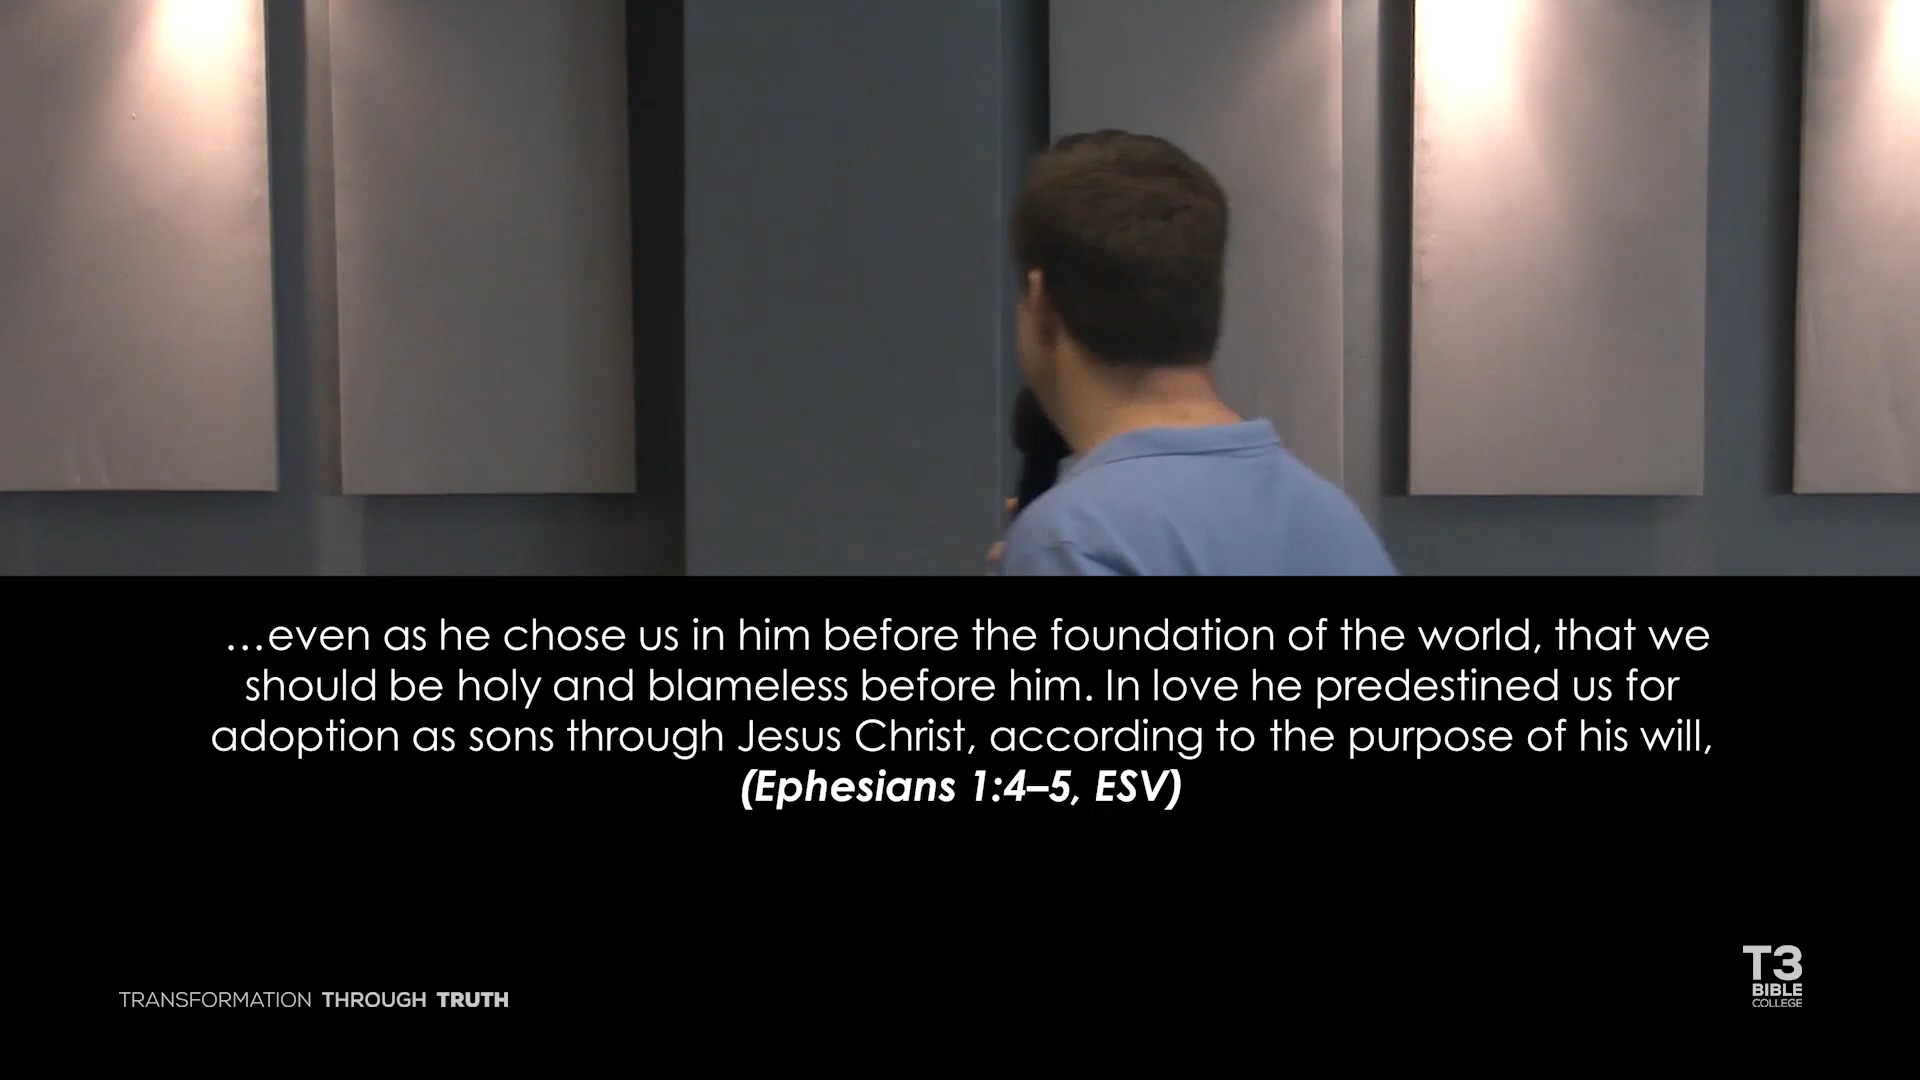 …even as he chose us in him before the foundation of the world, that we
should be holy and blameless before him. In love he predestined us for
adoption as sons through Jesus Christ, according to the purpose of his will,
(Ephesians 1:4–5, ESV)
TRANSFORMATION THROUGH TRUTH
T3
BIBLE
COLLEGE